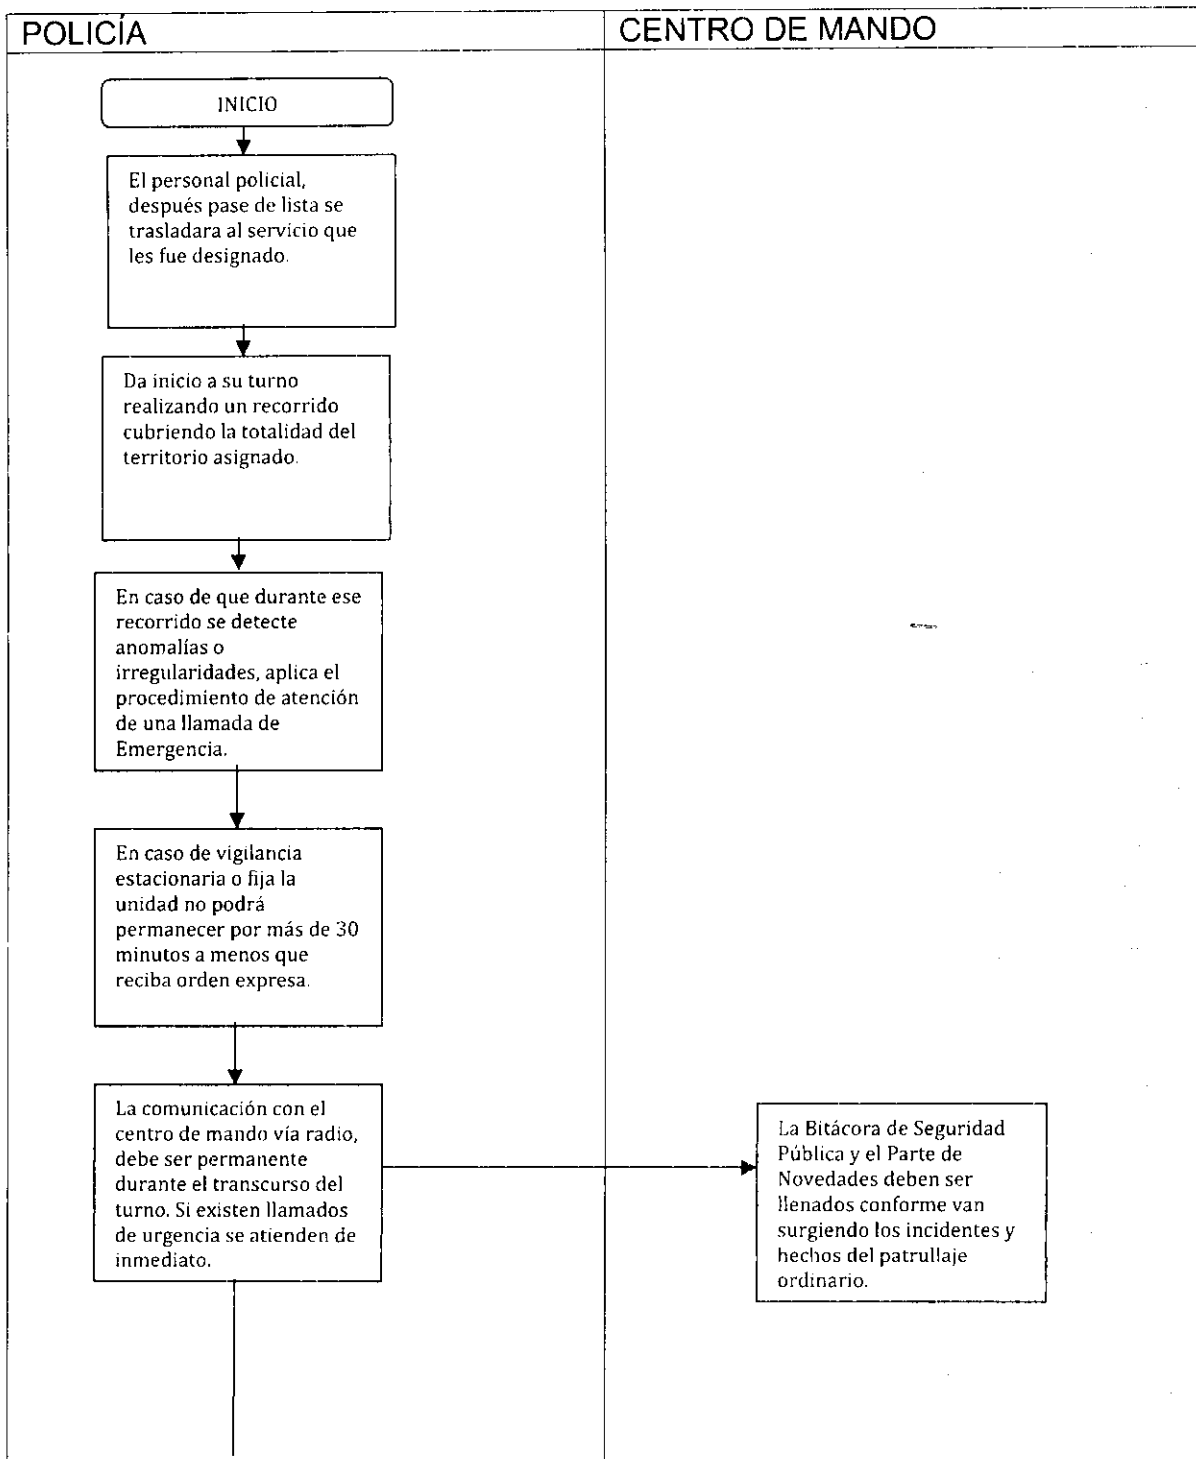 POLICÍA
CENTRO DE MANDO
INICIO
El personal policial,
después pase de lista se
trasladara al servicio que
les fue designado.
Da inicio a su turno
realizando un recorrido
cubriendo la totalidad del
territorio asignado.
En caso de que durante ese
recorrido se detecte
anomalías o
irregularidades, aplica el
procedimiento de atención
de una llamada de
Emergencia.
En caso de vigilancia
estacionaria o fija la
unidad no podrá
permanecer por más de 30
minutos a menos que
reciba orden expresa.
La comunicación con el
centro de mando vía radio,
debe ser permanente
durante el transcurso del
turno. Si existen llamados
de urgencia se atienden de
inmediato.
La Bitácora de Seguridad
Pública y el Parte de
Novedades deben ser
llenados conforme van
surgiendo los incidentes y
hechos del patrullaje
ordinario.